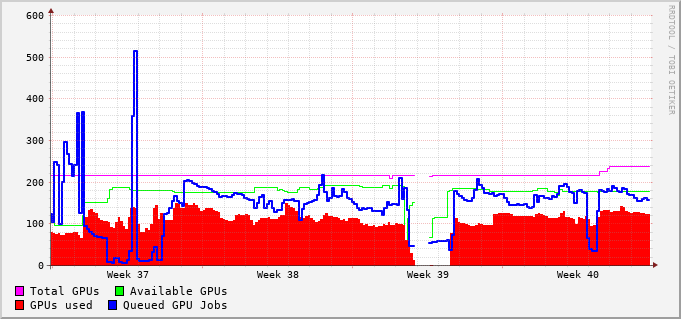 600
500
400
300
200
100
0
Week 37 Week 38 Week 39 Week 40
Total GPUs Available GPUs
GPUs used Queued GPU Jobs
RRDTOOL / TOBI OETIKER